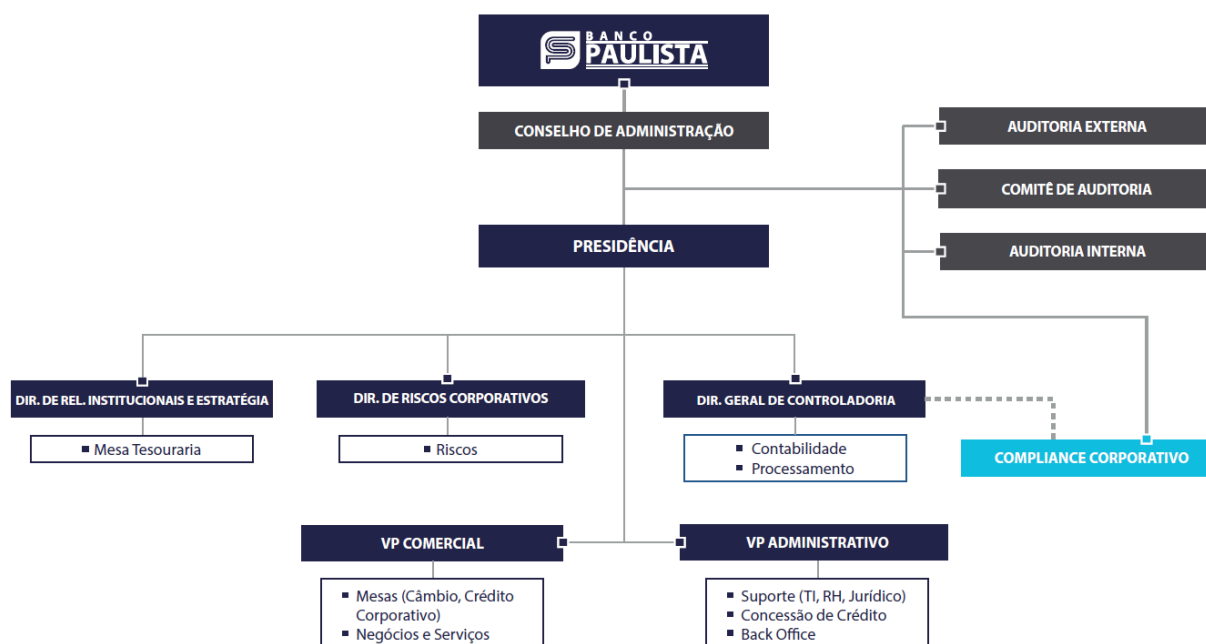 BANCO
PAULISTA
CONSELHO DE ADMINISTRAÇÃO
AUDITORIA EXTERNA
COMITÊ DE AUDITORIA
AUDITORIA INTERNA
PRESIDÊNCIA
DIR. DE REL. INSTITUCIONAIS E ESTRATÉGIA
Mesa Tesouraria
DIR. DE RISCOS CORPORATIVOS
Riscos
DIR. GERAL DE CONTROLADORIA
Contabilidade
Processamento
COMPLIANCE CORPORATIVO
VP COMERCIAL
Mesas (Câmbio, Crédito
Corporativo)
Negócios e Serviços
VP ADMINISTRATIVO
Suporte (TI, RH, Jurídico)
Concessão de Crédito
Back Office